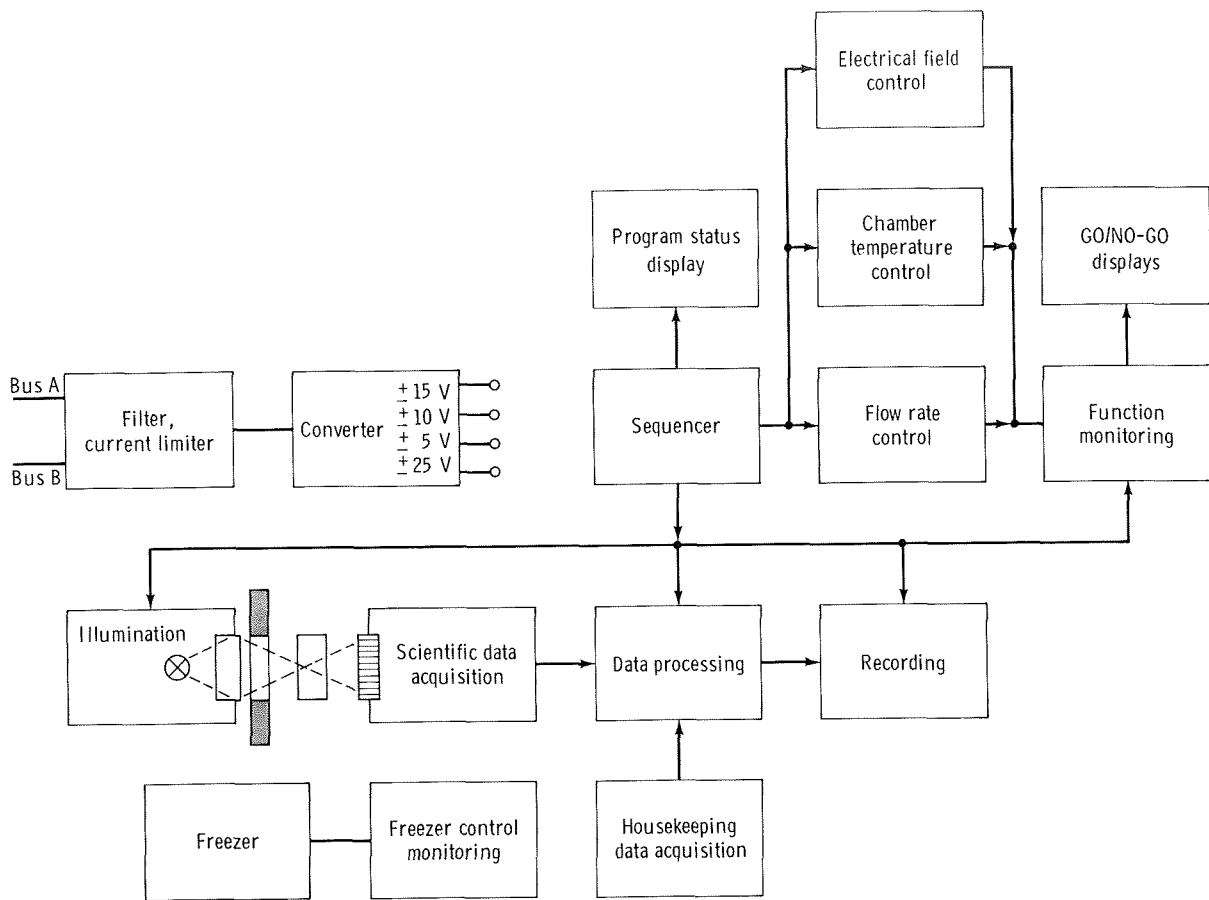 Electrical field
control
Program status
display
Chamber
temperature
control
GO/NO-GO
displays
Bus A
Bus B
Filter,
current limiter
Converter
± 15 V
± 10 V
± 5 V
± 25 V
Sequencer
Flow rate
control
Function
monitoring
Illumination
Scientific data
acquisition
Data processing
Recording
Freezer
Freezer control
monitoring
Housekeeping
data acquisition